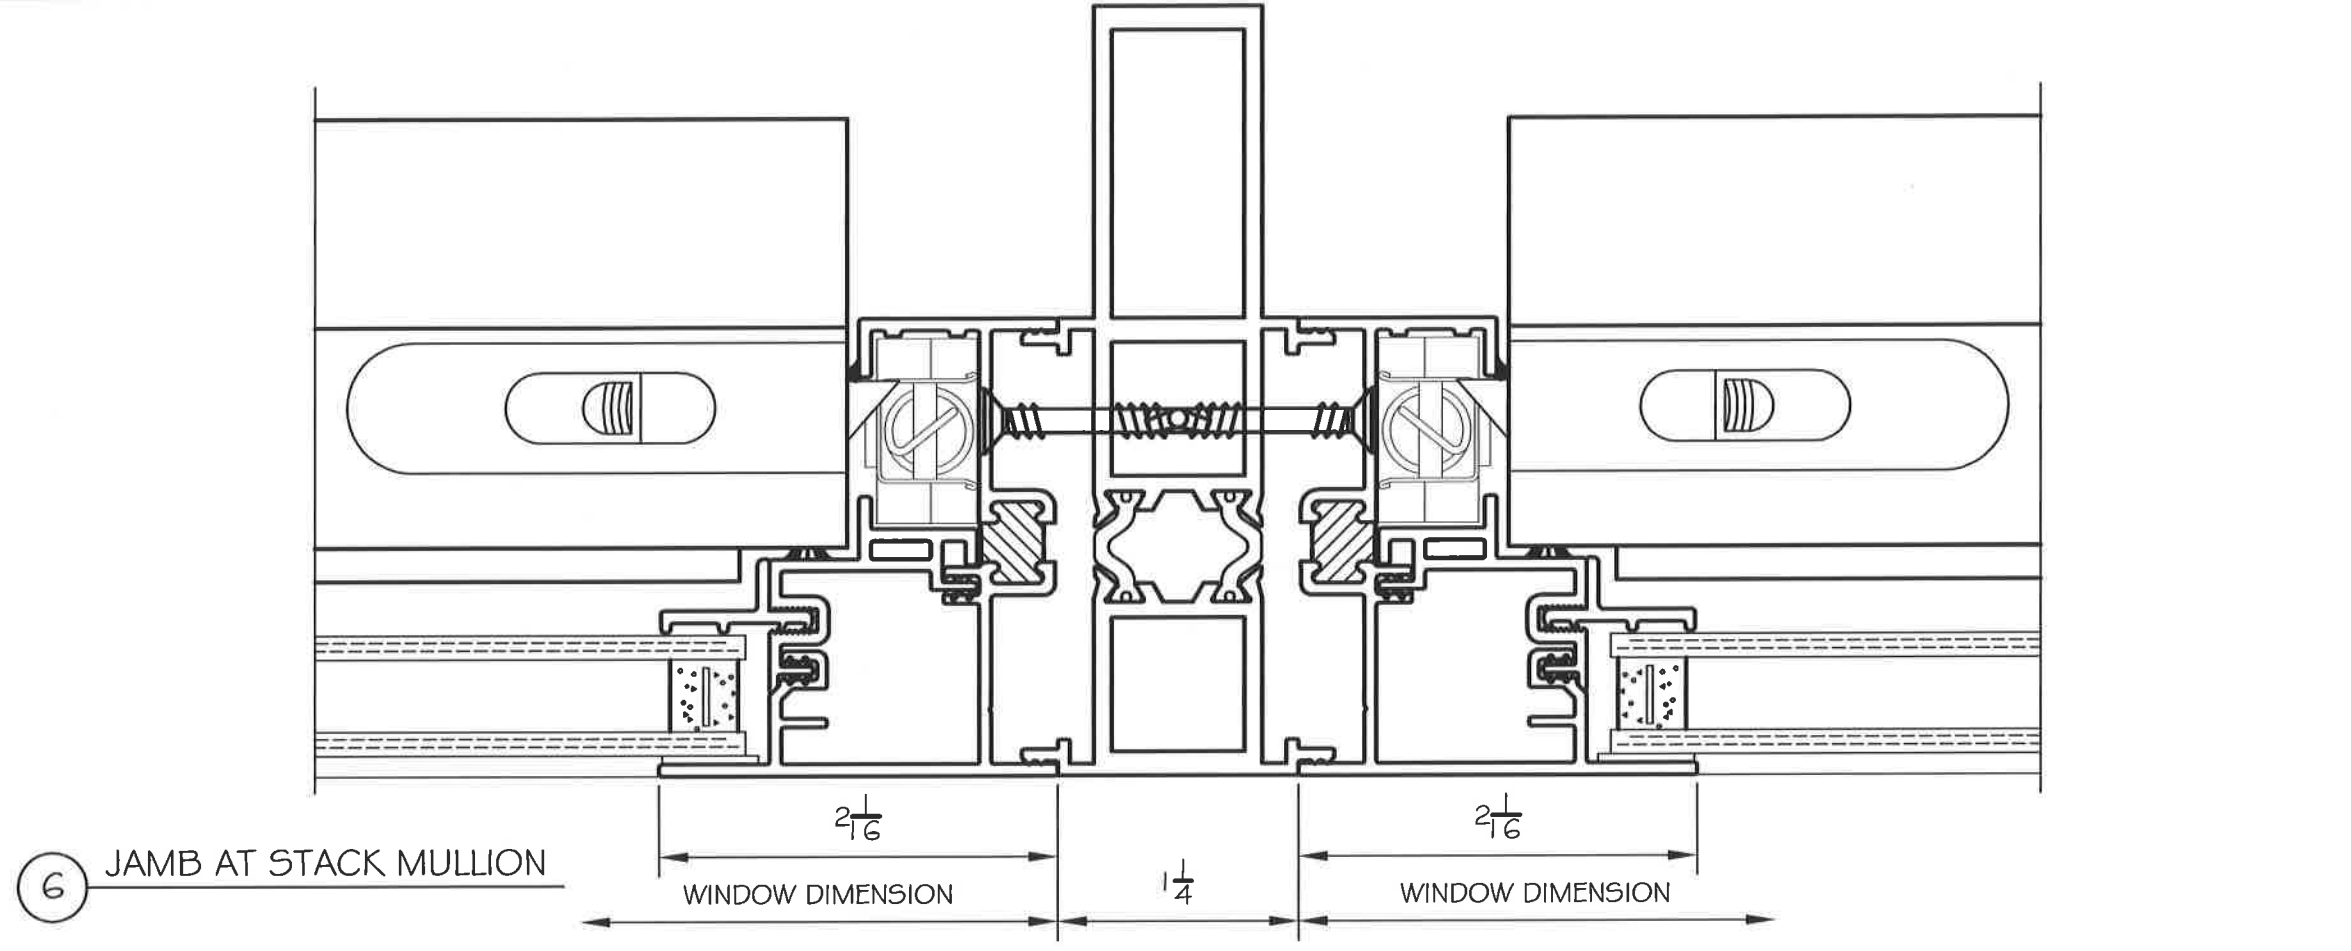 2 1/16
2 1/16
6 JAMB AT STACK MULLION
WINDOW DIMENSION
1 1/4
WINDOW DIMENSION